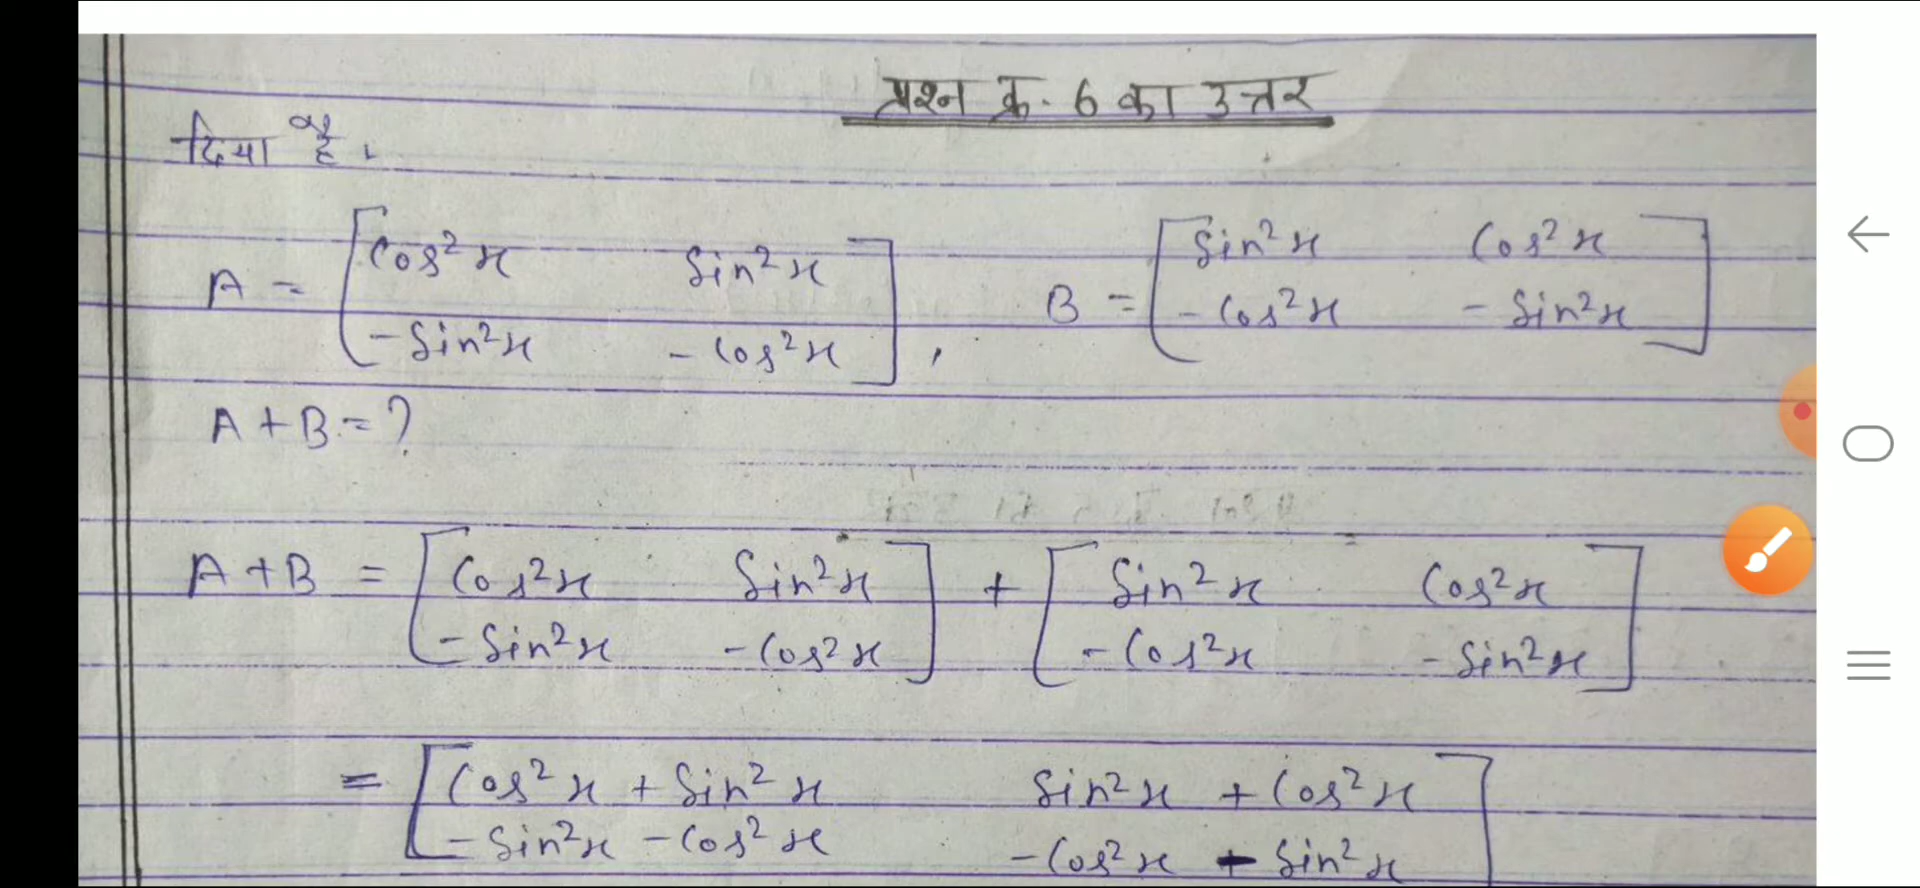 प्रश्न क्र. 6 का उत्तर
दिया है,
A = [cos²x sin²x
-sin²x -cos²x] , B = [sin²x cos²x
-cos²x -sin²x]
A+B = ?
A+B = [cos²x sin²x
-sin²x -cos²x] + [sin²x cos²x
-cos²x -sin²x]
= [cos²x + sin²x sin²x + cos²x
-sin²x - cos²x -cos²x - sin²x]